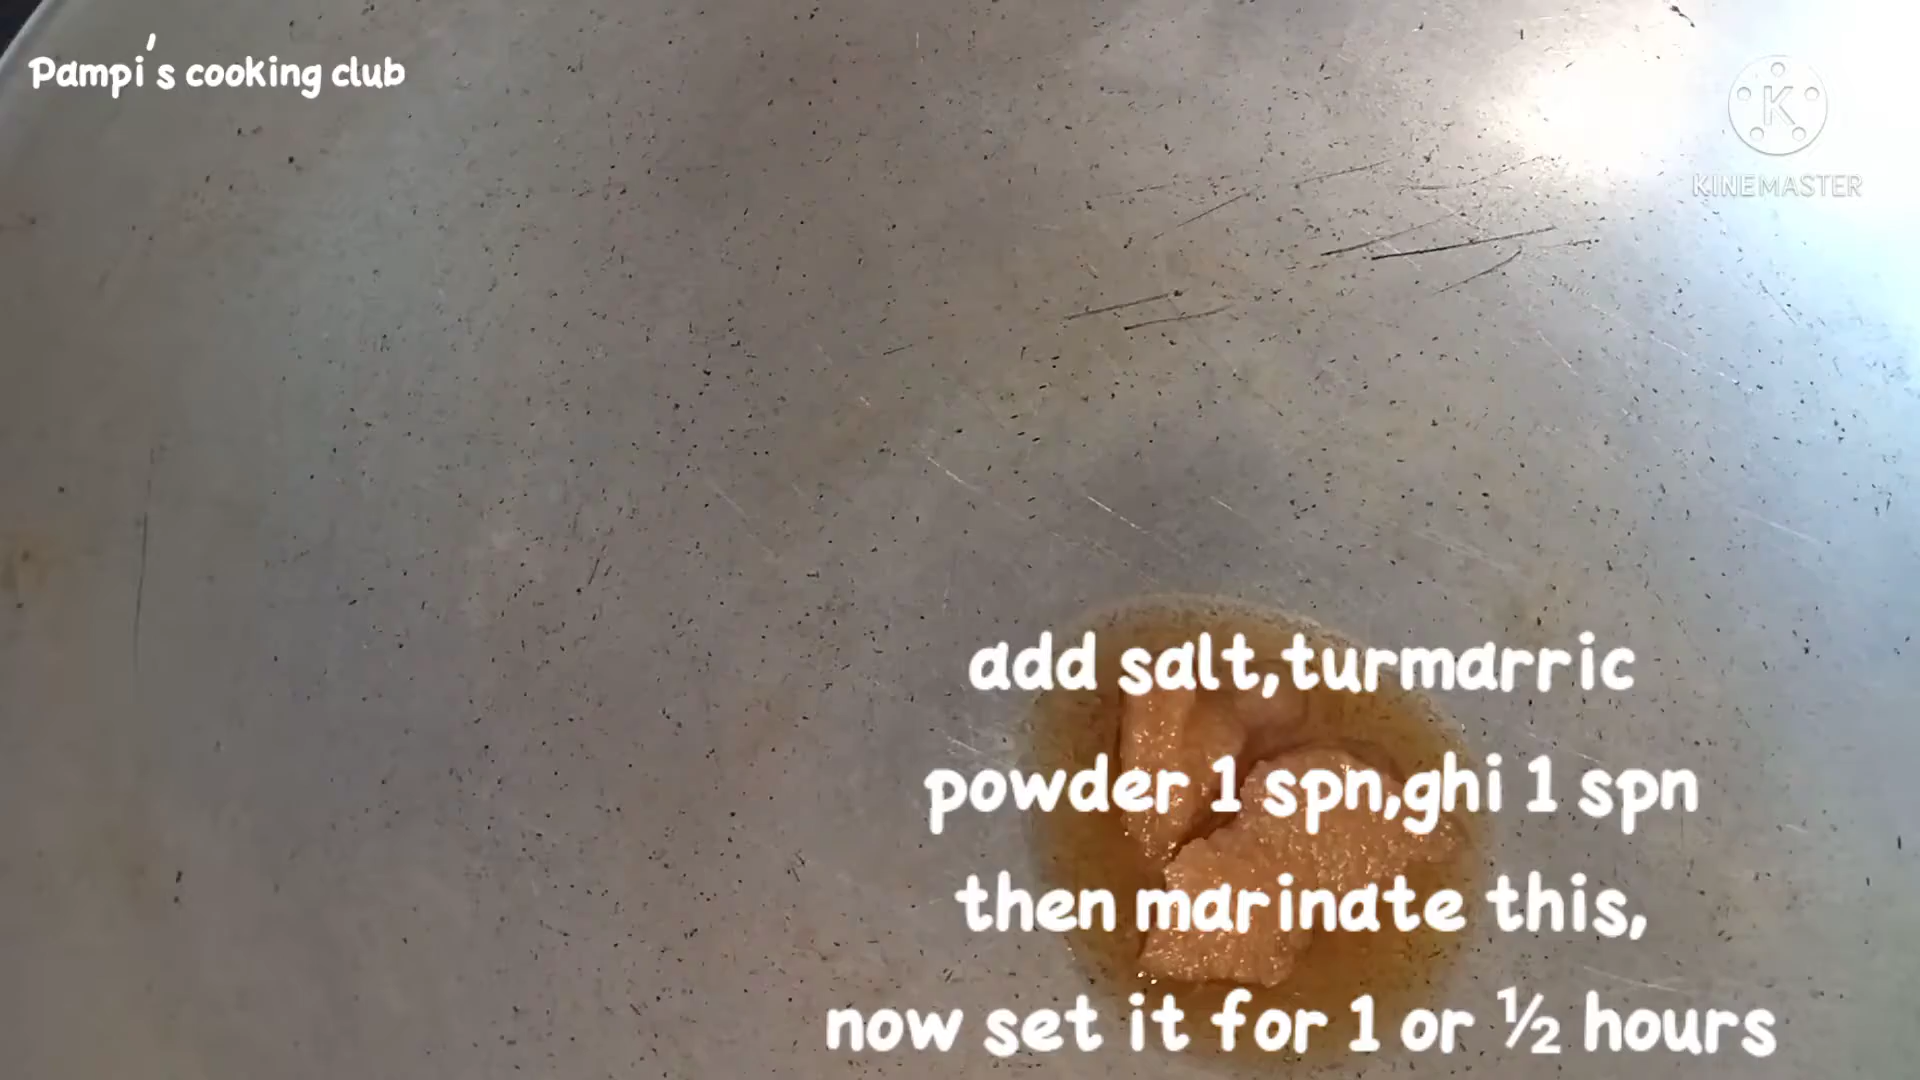 Pampi's cooking club
KINEMASTER
add salt,turmarric
powder 1 spn,ghi 1 spn
then marinate this,
now set it for 1 or ½ hours